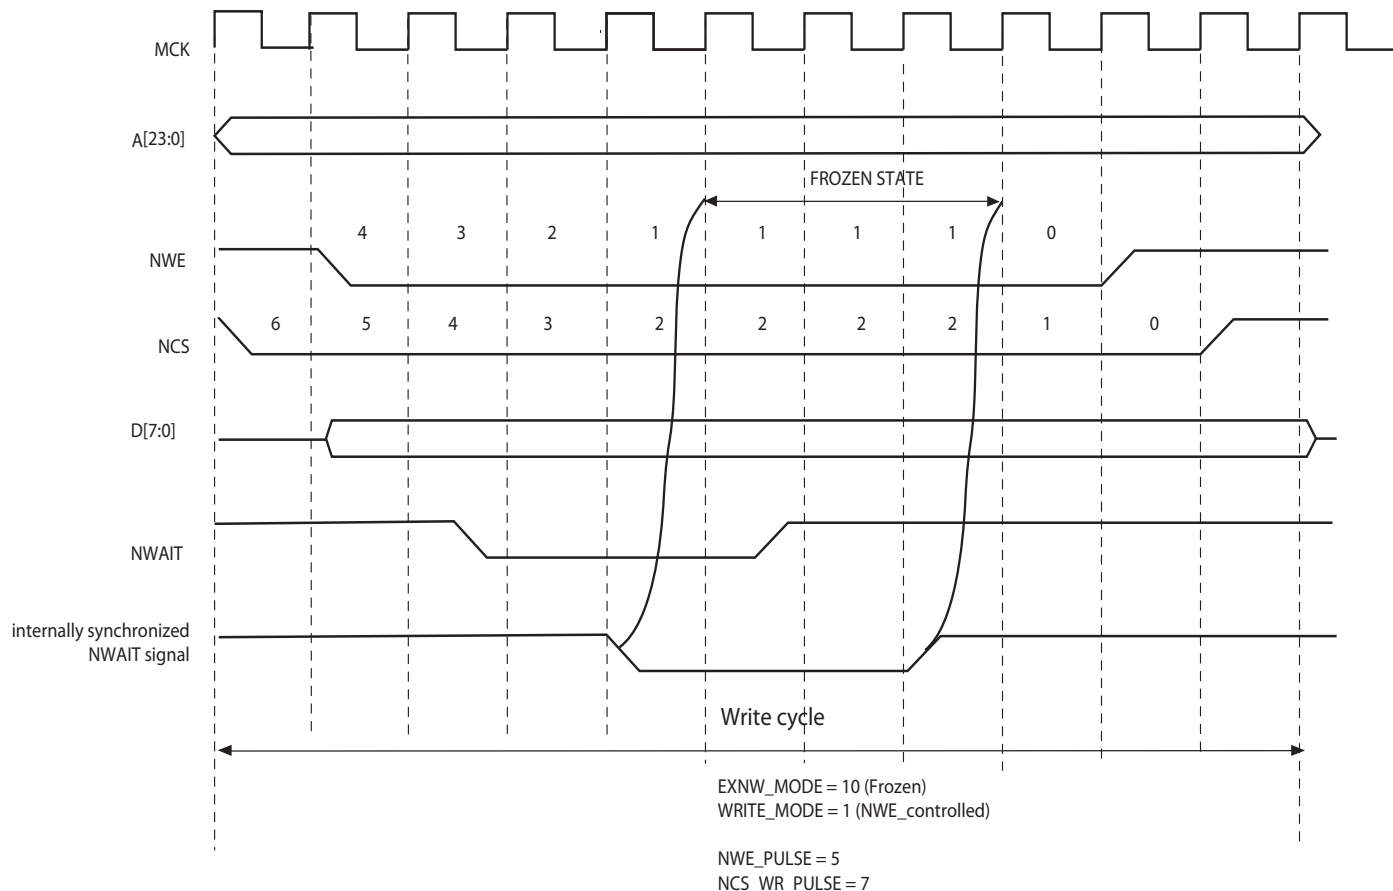 MCK
A[23:0]
FROZEN STATE
4 3 2 1 1 1 1 0
NWE
6 5 4 3 2 2 2 2 1 0
NCS
D[7:0]
NWAIT
internally synchronized
NWAIT signal
Write cycle
EXNW_MODE = 10 (Frozen)
WRITE_MODE = 1 (NWE_controlled)
NWE_PULSE = 5
NCS_WR_PULSE = 7